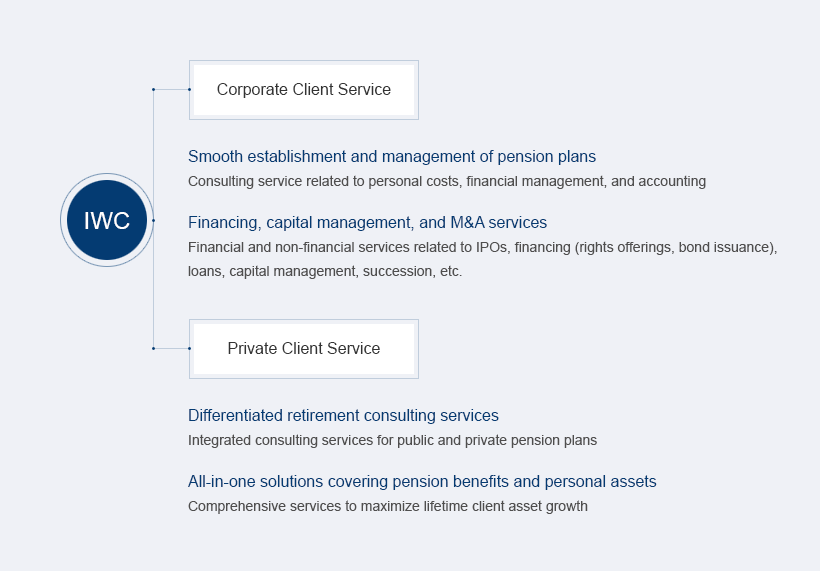 Corporate Client Service
Smooth establishment and management of pension plans
Consulting service related to personal costs, financial management, and accounting
IWC
Financing, capital management, and M&A services
Financial and non-financial services related to IPOs, financing (rights offerings, bond issuance),
loans, capital management, succession, etc.
Private Client Service
Differentiated retirement consulting services
Integrated consulting services for public and private pension plans
All-in-one solutions covering pension benefits and personal assets
Comprehensive services to maximize lifetime client asset growth